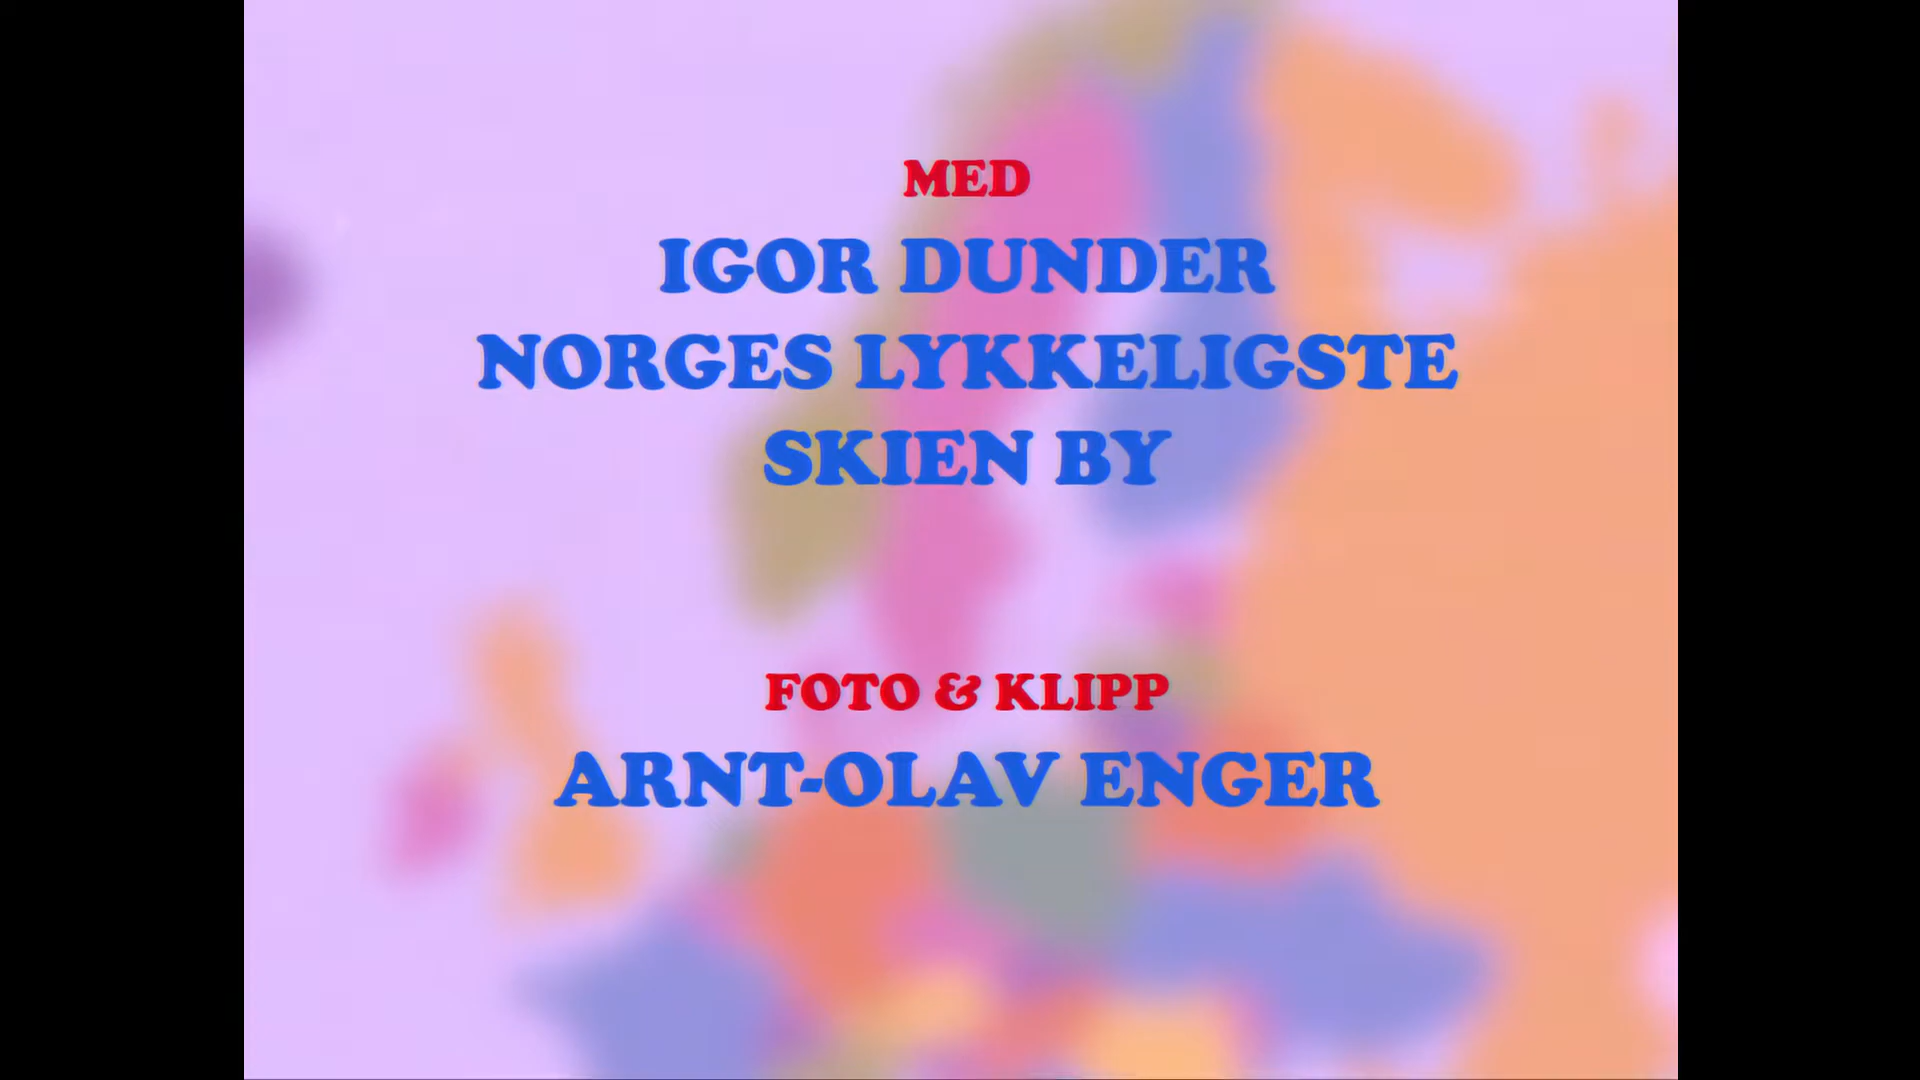 MED
IGOR DUNDER
NORGES LYKKELIGSTE
SKIEN BY
FOTO & KLIPP
ARNT-OLAV ENGER